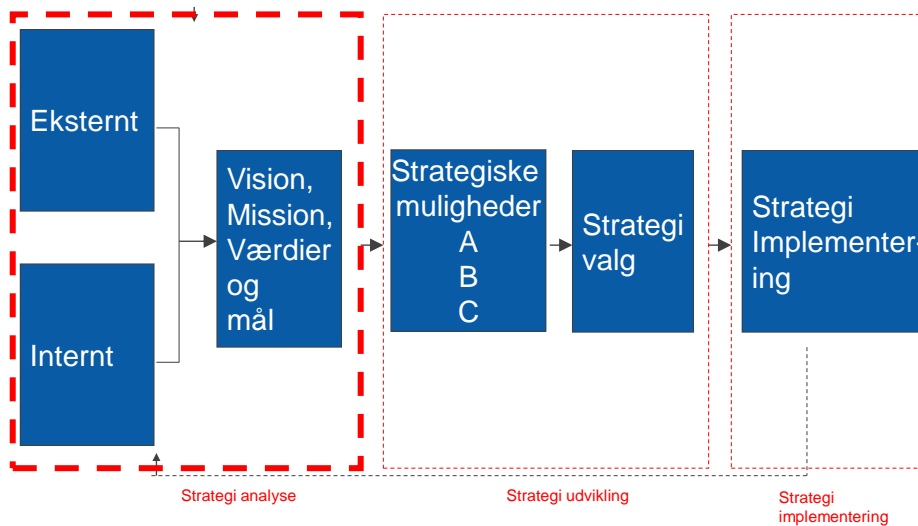 Eksternt
Internt
Vision,
Mission,
Værdier
og
mål
Strategiske
muligheder
A
B
C
Strategi
valg
Strategi
Implementer-
ing
Strategi analyse
Strategi udvikling
Strategi
implementering